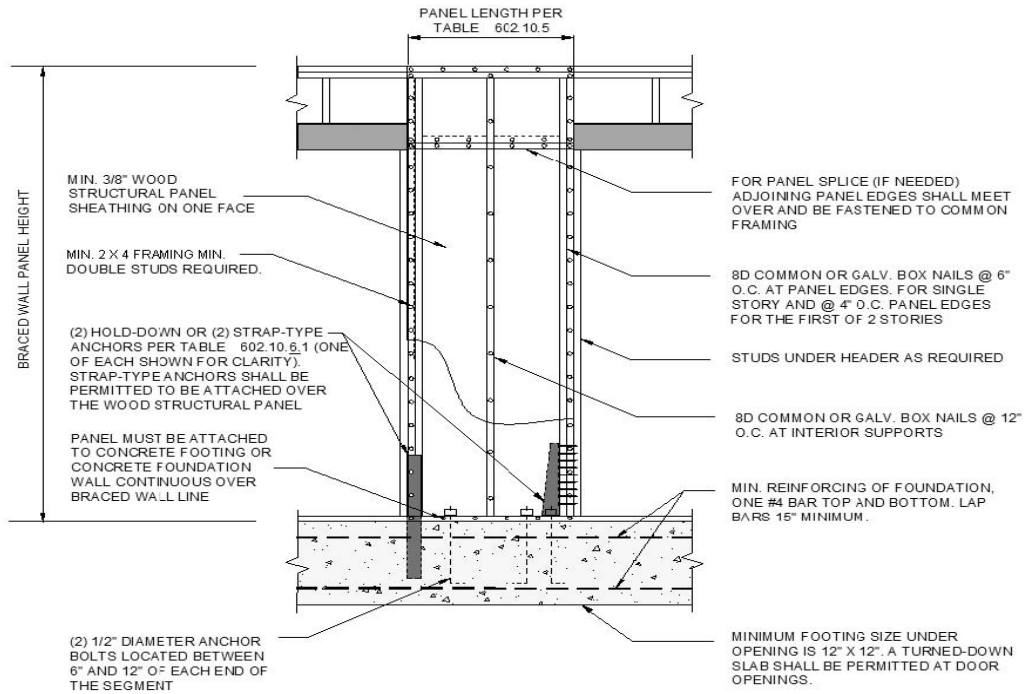 PANEL LENGTH PER
TABLE 602.10.5
BRACED WALL PANEL HEIGHT
MIN. 3/8" WOOD
STRUCTURAL PANEL
SHEATHING ON ONE FACE
MIN. 2 X 4 FRAMING MIN.
DOUBLE STUDS REQUIRED.
(2) HOLD-DOWN OR (2) STRAP-TYPE
ANCHORS PER TABLE 602.10.6.1 (ONE
OF EACH SHOWN FOR CLARITY).
STRAP-TYPE ANCHORS SHALL BE
PERMITTED TO BE ATTACHED OVER
THE WOOD STRUCTURAL PANEL
PANEL MUST BE ATTACHED
TO CONCRETE FOOTING OR
CONCRETE FOUNDATION
WALL CONTINUOUS OVER
BRACED WALL LINE
(2) 1/2" DIAMETER ANCHOR
BOLTS LOCATED BETWEEN
6" AND 12" OF EACH END OF
THE SEGMENT
FOR PANEL SPLICE (IF NEEDED)
ADJOINING PANEL EDGES SHALL MEET
OVER AND BE FASTENED TO COMMON
FRAMING
8D COMMON OR GALV. BOX NAILS @ 6"
O.C. AT PANEL EDGES. FOR SINGLE
STORY AND @ 4" O.C. PANEL EDGES
FOR THE FIRST OF 2 STORIES
STUDS UNDER HEADER AS REQUIRED
8D COMMON OR GALV. BOX NAILS @ 12"
O.C. AT INTERIOR SUPPORTS
MIN. REINFORCING OF FOUNDATION,
ONE #4 BAR TOP AND BOTTOM. LAP
BARS 15" MINIMUM.
MINIMUM FOOTING SIZE UNDER
OPENING IS 12" X 12". A TURNED-DOWN
SLAB SHALL BE PERMITTED AT DOOR
OPENINGS.